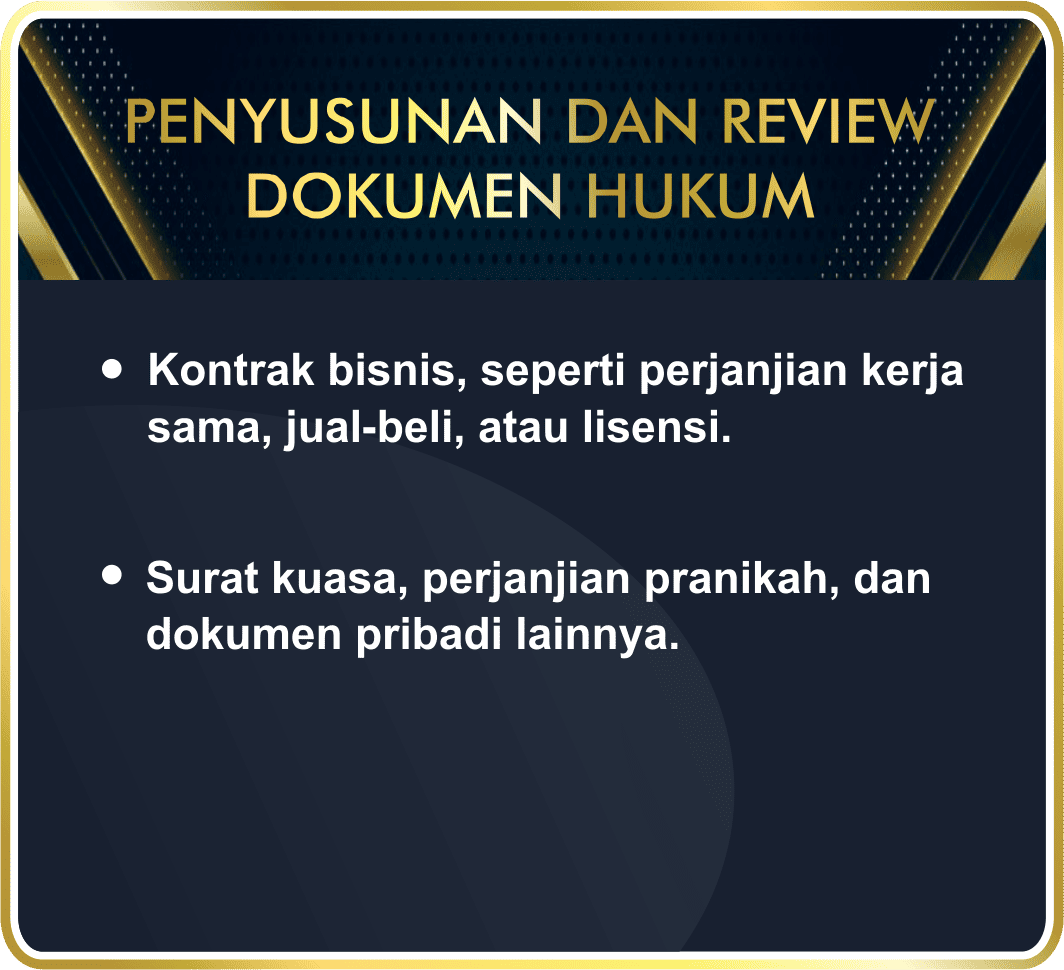 PENYUSUNAN DAN REVIEW
DOKUMEN HUKUM
• Kontrak bisnis, seperti perjanjian kerja
sama, jual-beli, atau lisensi.
• Surat kuasa, perjanjian pranikah, dan
dokumen pribadi lainnya.